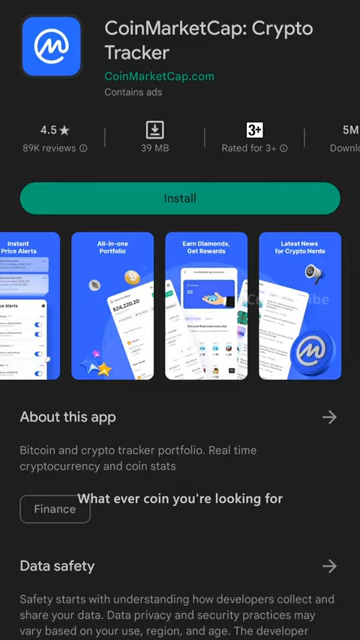 CoinMarketCap: Crypto
Tracker
CoinMarketCap.com
Contains ads
4.5★
89K reviews
39 MB
3+
Rated for 3+
5M
Downlo
Install
Instant
Price Alerts
All-in-one
Portfolio
$24,220.20
Earn Diamonds,
Get Rewards
Latest News
for Crypto Nerds
About this app
Bitcoin and crypto tracker portfolio. Real time
cryptocurrency and coin stats
What ever coin you're looking for
Finance
Data safety
Safety starts with understanding how developers collect and
share your data. Data privacy and security practices may
vary based on your use, region, and age. The developer